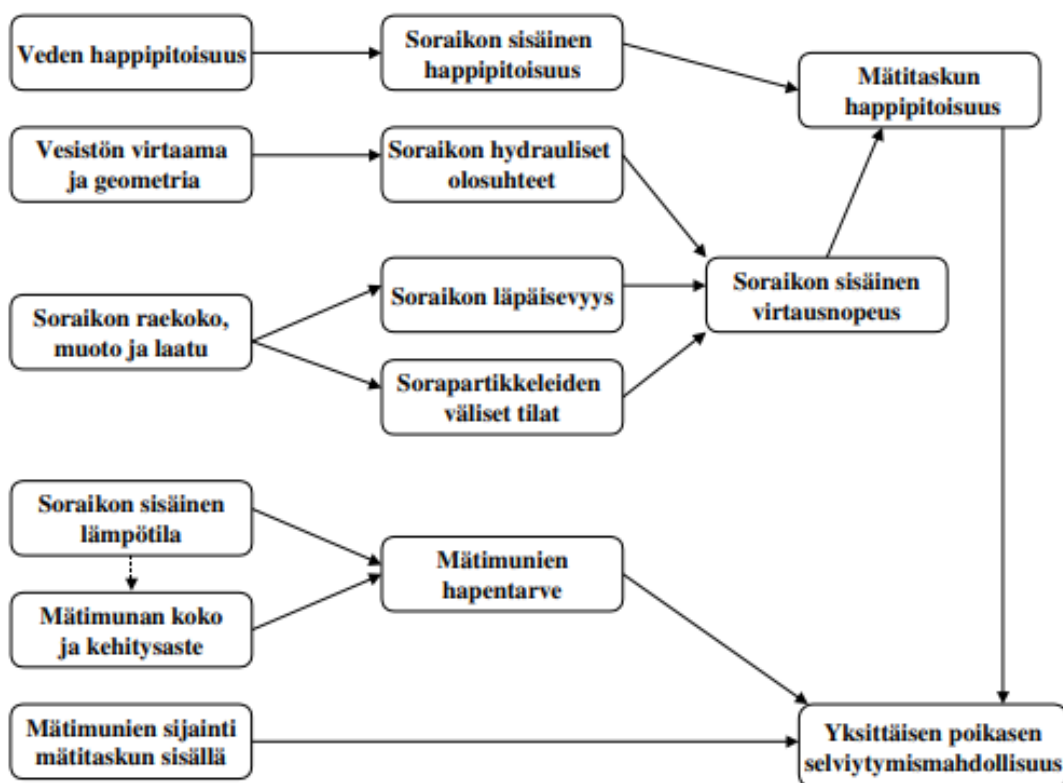 Veden happipitoisuus
Soraikon sisäinen
happipitoisuus
Mätitaskun
happipitoisuus
Vesistön virtaama
ja geometria
Soraikon hydrauliset
olosuhteet
Soraikon raekoko,
muoto ja laatu
Soraikon läpäisevyys
Soraikon sisäinen
virtausnopeus
Sorapartikkeleiden
väliset tilat
Soraikon sisäinen
lämpötila
Mätimunien
hapentarve
Mätimunan koko
ja kehitysaste
Mätimunien sijainti
mätitaskun sisällä
Yksittäisen poikasen
selviytymismahdollisuus